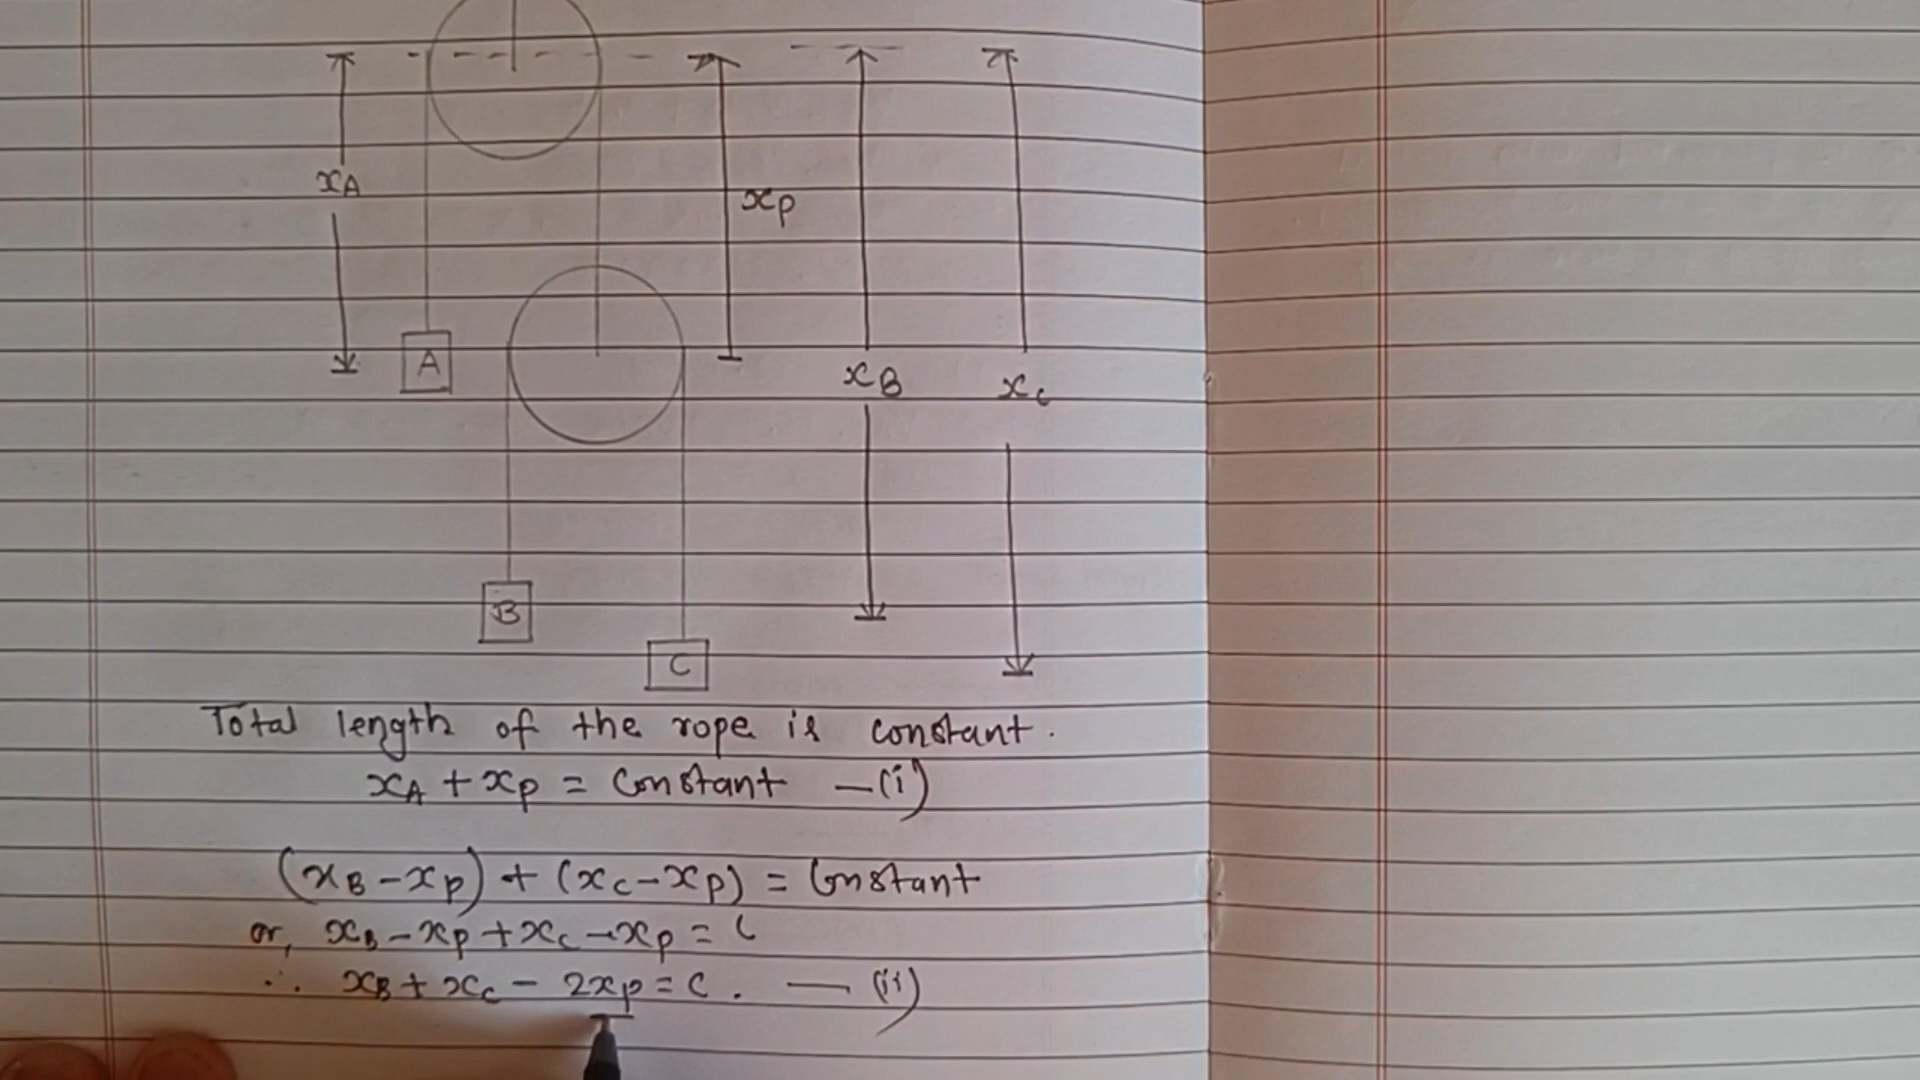 xA
xP
A
xB
xC
B
C
Total length of the rope is constant.
xA + xP = Constant —(i)
(xB - xP) + (xC - xP) = Constant
or, xB - xP + xC - xP = C
∴ xB + xC - 2xP = C. — (ii)